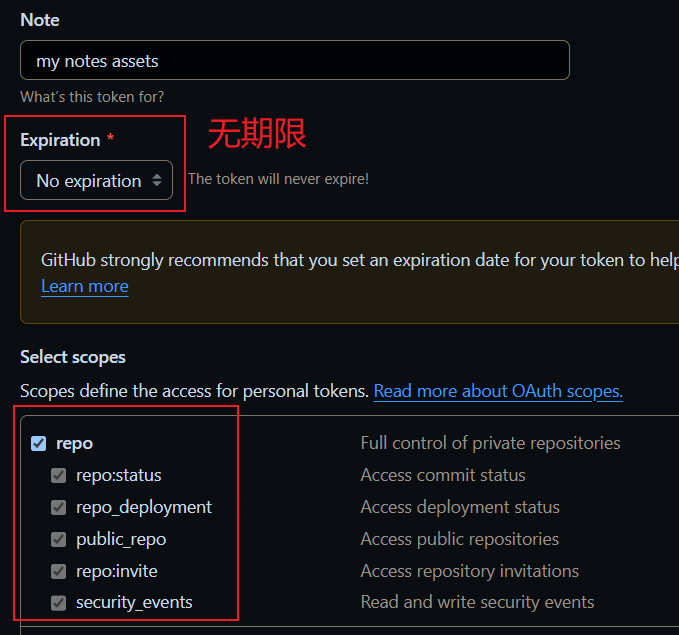 Note
my notes assets
What's this token for?
Expiration * 无期限
No expiration The token will never expire!
GitHub strongly recommends that you set an expiration date for your token to help
Learn more
Select scopes
Scopes define the access for personal tokens. Read more about OAuth scopes.
repo Full control of private repositories
repo:status Access commit status
repo_deployment Access deployment status
public_repo Access public repositories
repo:invite Access repository invitations
security_events Read and write security events